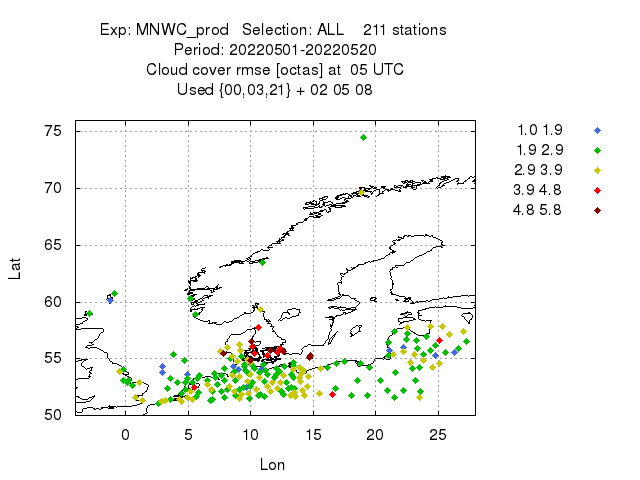 Exp: MNWC_prod Selection: ALL 211 stations
Period: 20220501-20220520
Cloud cover rmse [octas] at 05 UTC
Used {00,03,21} + 02 05 08
75
70
65
60
55
50
Lat
0 5 10 15 20 25
Lon
1.0 1.9
1.9 2.9
2.9 3.9
3.9 4.8
4.8 5.8